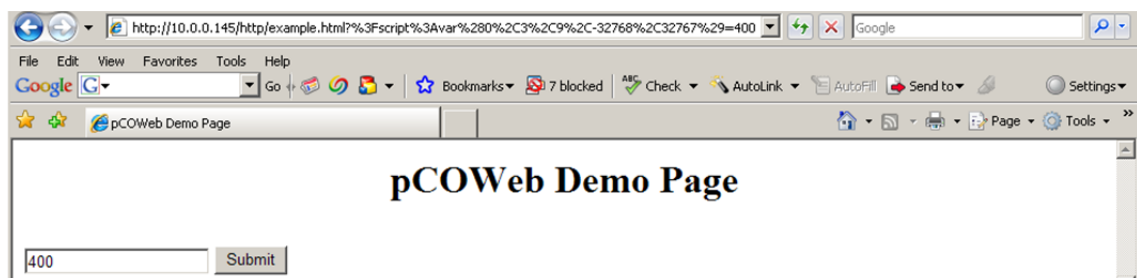 http://10.0.0.145/http/example.html?%3Fscript%3Avar%280%2C3%2C9%2C-32768%2C32767%29=400 Google
File Edit View Favorites Tools Help
Google G Go Bookmarks 7 blocked ABC Check AutoLink AutoFill Send to Settings
pCOWeb Demo Page Page Tools »
pCOWeb Demo Page
400 Submit